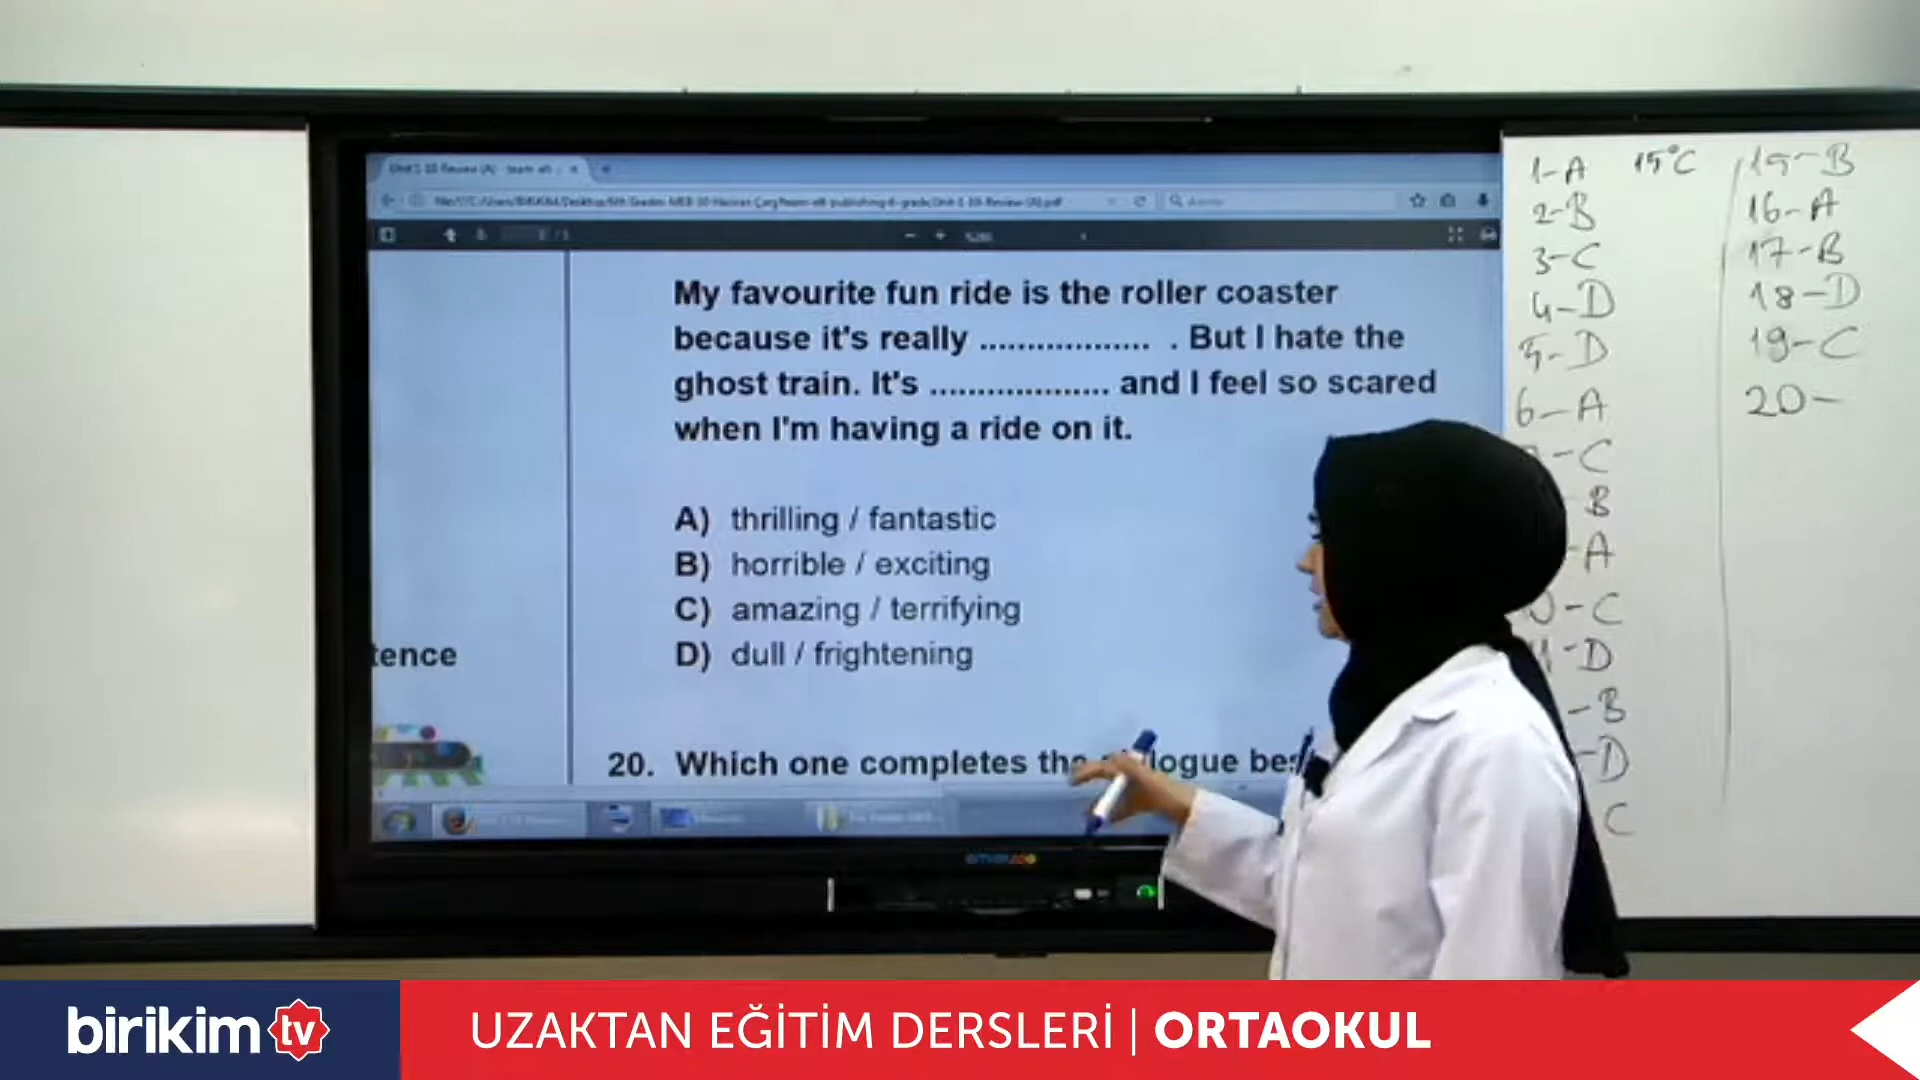 My favourite fun ride is the roller coaster
because it's really .................. . But I hate the
ghost train. It's ................... and I feel so scared
when I'm having a ride on it.
A) thrilling / fantastic
B) horrible / exciting
C) amazing / terrifying
D) dull / frightening
tence
20. Which one completes the
1-A
15°C
2-B
3-C
4-D
5-D
6-A
-C
B
-A
-C
-D
-B
-D
C
15-B
16-A
17-B
18-D
19-C
20-
birikim tv
UZAKTAN EĞİTİM DERSLERİ | ORTAOKUL